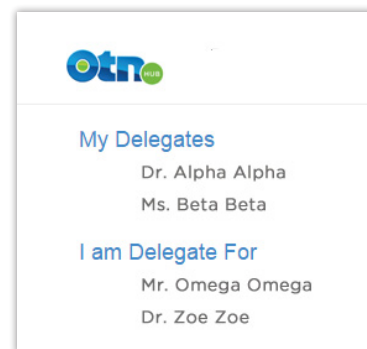 otn HUB
My Delegates
Dr. Alpha Alpha
Ms. Beta Beta
I am Delegate For
Mr. Omega Omega
Dr. Zoe Zoe